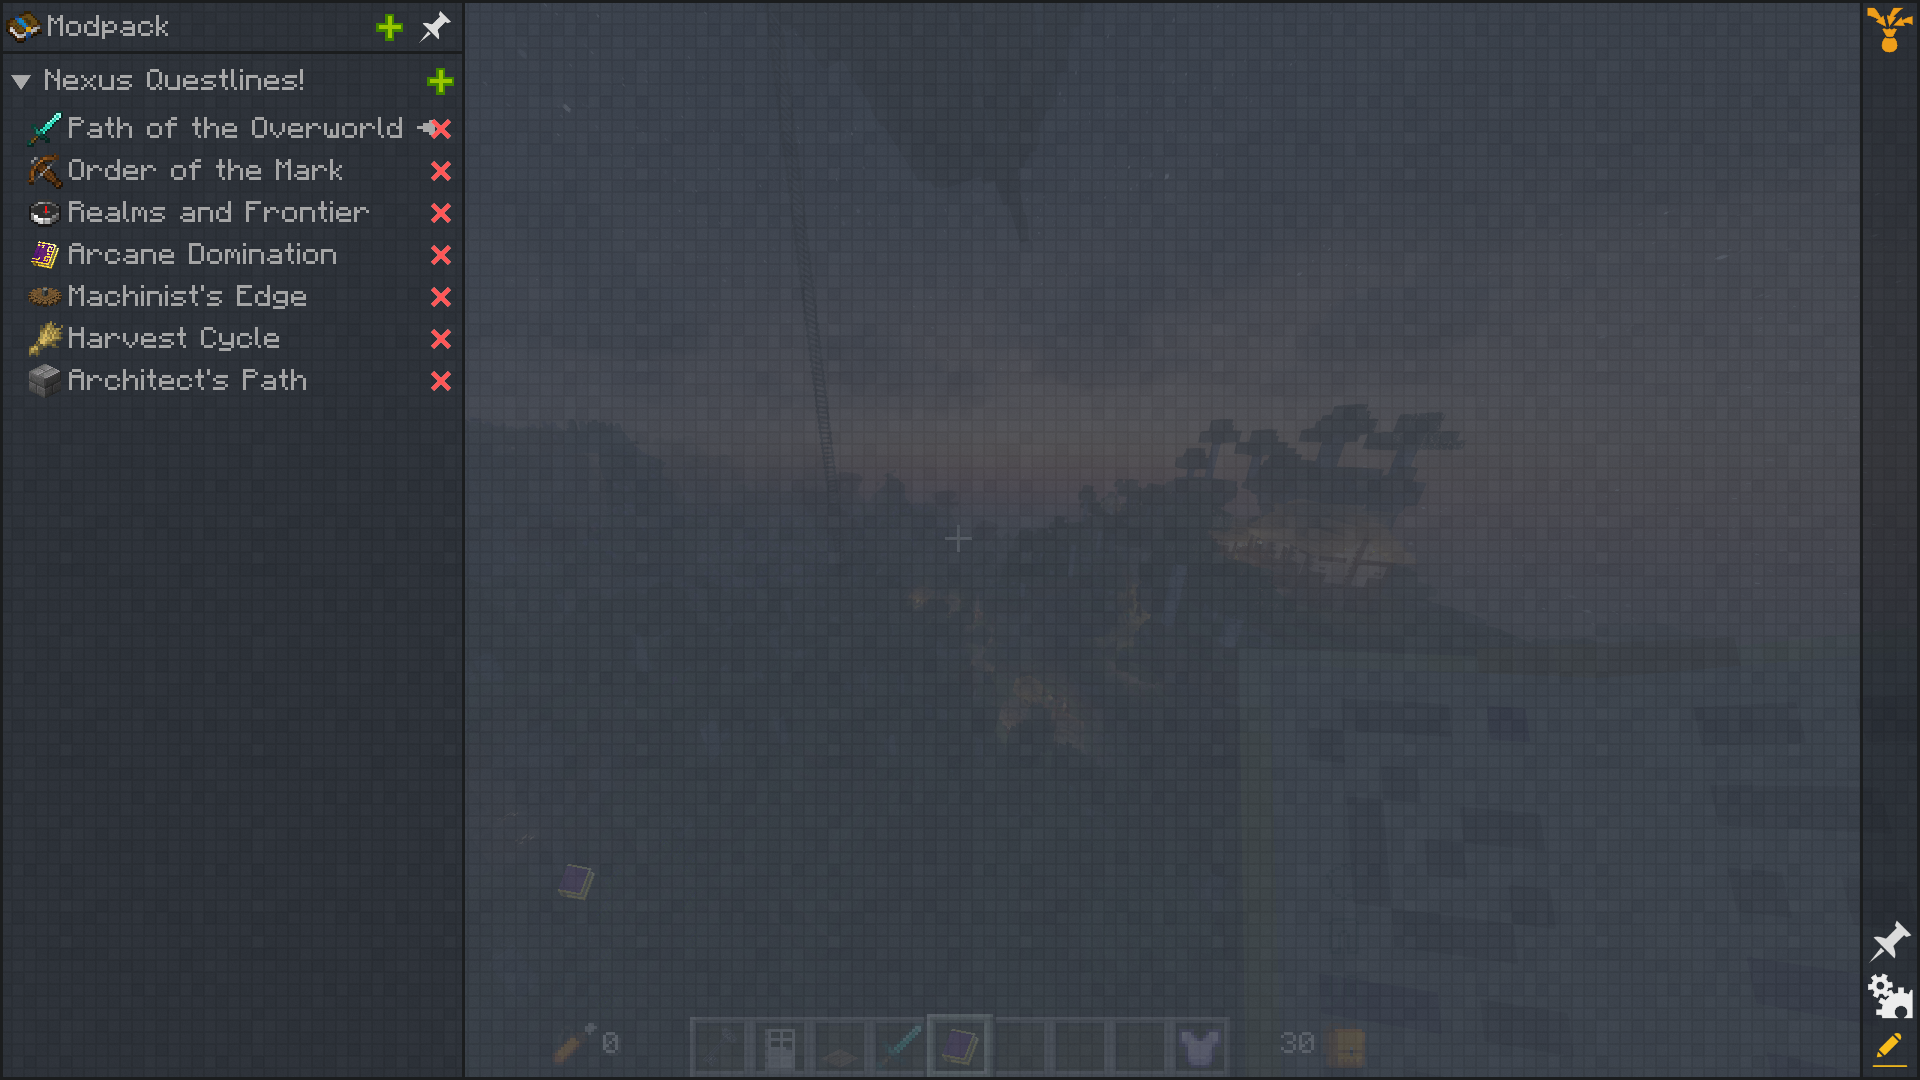 Modpack
Nexus Questlines!
Path of the Overworld
Order of the Mark
Realms and Frontier
Arcane Domination
Machinist's Edge
Harvest Cycle
Architect's Path
0
30